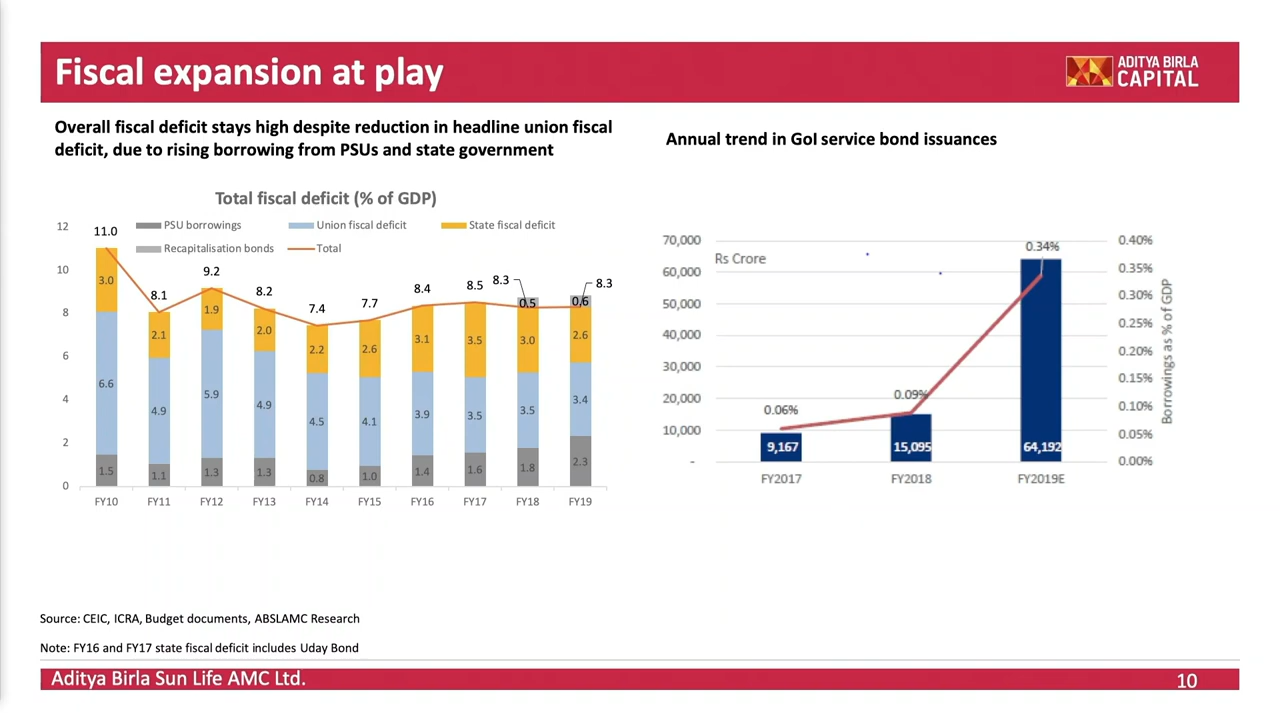 Fiscal expansion at play
ADITYA BIRLA
CAPITAL
Overall fiscal deficit stays high despite reduction in headline union fiscal
deficit, due to rising borrowing from PSUs and state government
Total fiscal deficit (% of GDP)
PSU borrowings
Union fiscal deficit
State fiscal deficit
Recapitalisation bonds
Total
12
10
8
6
4
2
0
11.0
8.1
9.2
8.2
7.4
7.7
8.4
8.5
8.3
8.3
0.5
0.6
3.0
2.1
1.9
2.0
2.2
2.6
3.1
3.5
3.0
2.6
6.6
4.9
5.9
4.9
4.5
4.1
3.9
3.5
3.5
3.4
1.5
1.1
1.3
1.3
0.8
1.0
1.4
1.6
1.8
2.3
FY10
FY11
FY12
FY13
FY14
FY15
FY16
FY17
FY18
FY19
Annual trend in GoI service bond issuances
70,000
60,000
50,000
40,000
30,000
20,000
10,000
-
Rs Crore
0.06%
0.09%
0.34%
9,167
15,095
64,192
FY2017
FY2018
FY2019E
0.40%
0.35%
0.30%
0.25%
0.20%
0.15%
0.10%
0.05%
0.00%
Borrowings as % of GDP
Source: CEIC, ICRA, Budget documents, ABSLAMC Research
Note: FY16 and FY17 state fiscal deficit includes Uday Bond
Aditya Birla Sun Life AMC Ltd.
10